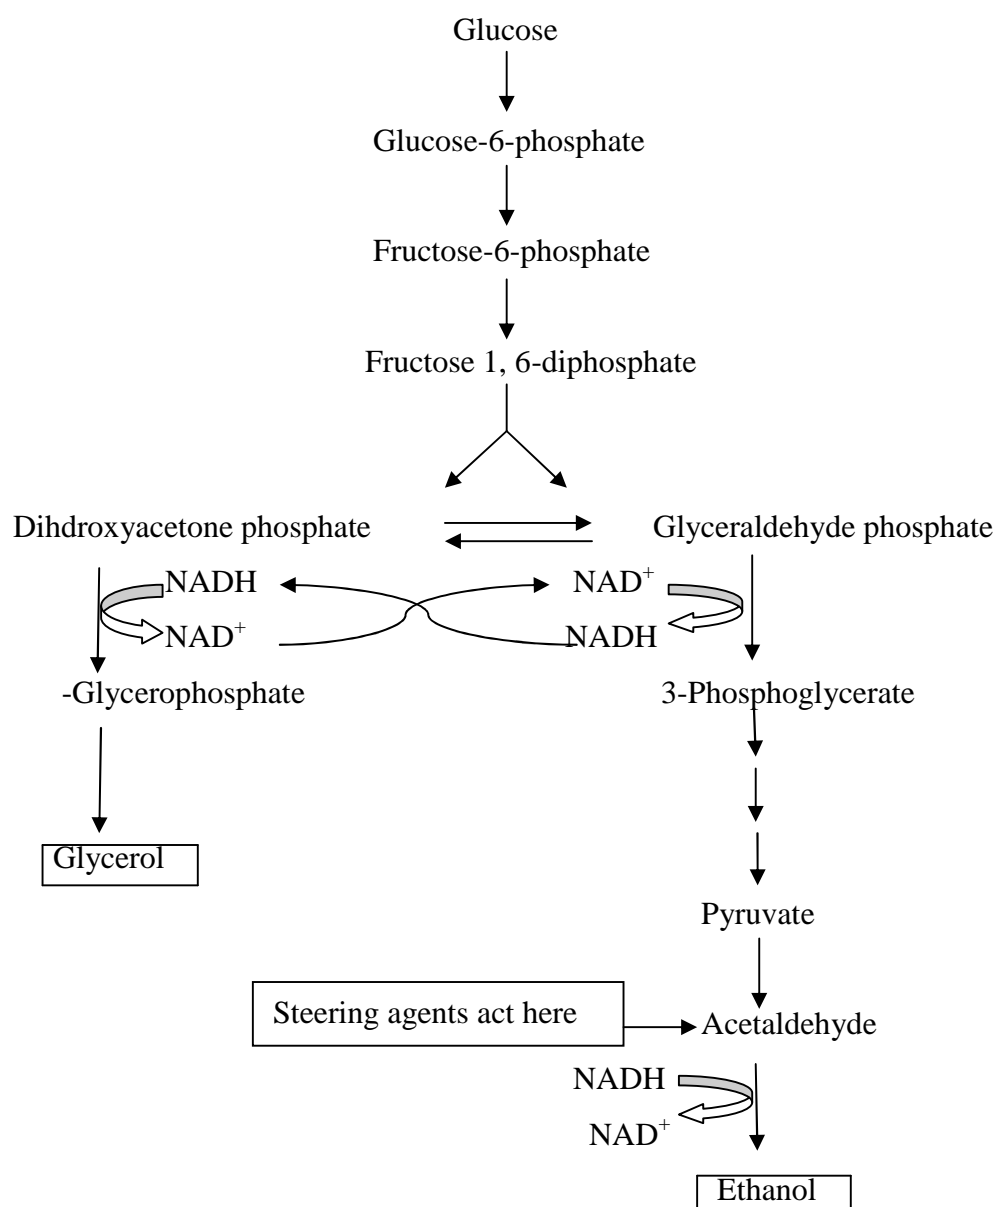 Glucose
Glucose-6-phosphate
Fructose-6-phosphate
Fructose 1, 6-diphosphate
Dihdroxyacetone phosphate
Glyceraldehyde phosphate
NADH
NAD⁺
NAD⁺
NADH
-Glycerophosphate
3-Phosphoglycerate
Glycerol
Pyruvate
Steering agents act here
Acetaldehyde
NADH
NAD⁺
Ethanol